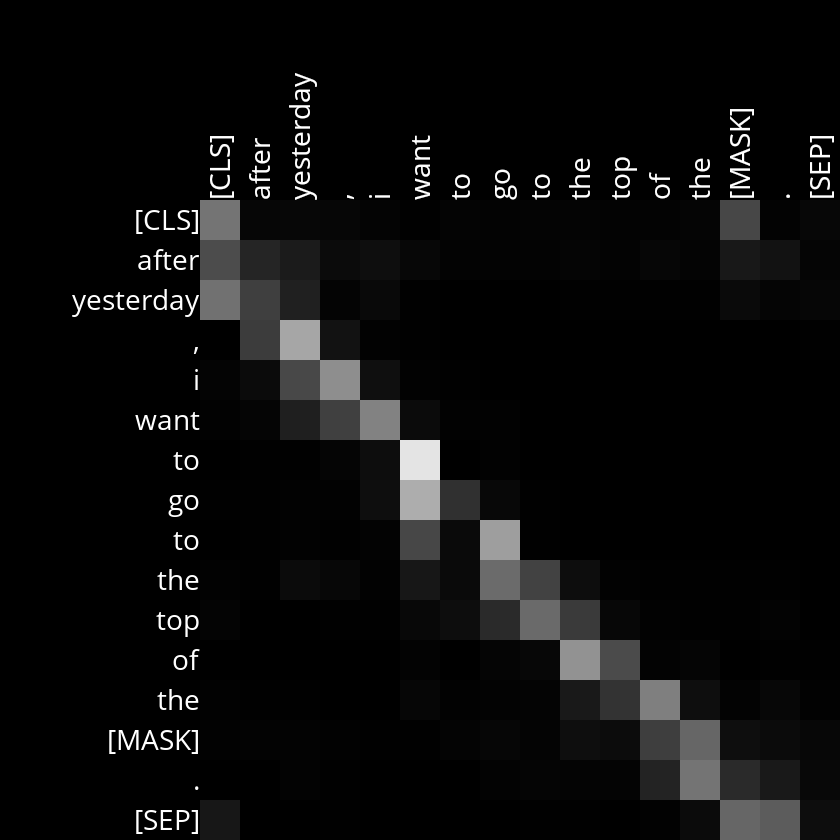 [CLS] after yesterday , i want to go to the top of the [MASK] . [SEP]
[CLS]
after
yesterday
,
i
want
to
go
to
the
top
of
the
[MASK]
.
[SEP]